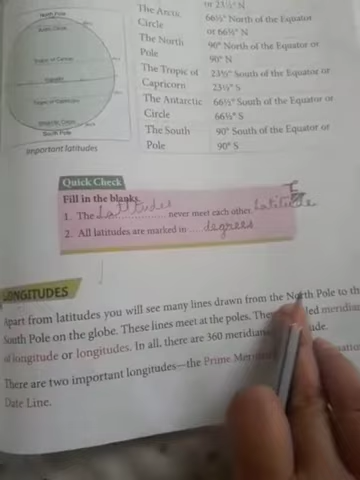 North Pole
Arctic Circle
Tropic of Cancer
Equator
Tropic of Capricorn
Antarctic Circle
South Pole
Important latitudes
or 23½° N
The Arctic Circle
66½° North of the Equator or 66½° N
The North Pole
90° North of the Equator or 90° N
The Tropic of Capricorn
23½° South of the Equator or 23½° S
The Antarctic Circle
66½° South of the Equator or 66½° S
The South Pole
90° South of the Equator or 90° S
Quick Check
Fill in the blanks.
1. The Latitudes never meet each other. Latitude
2. All latitudes are marked in degrees
LONGITUDES
Apart from latitudes you will see many lines drawn from the North Pole to the
South Pole on the globe. These lines meet at the poles.
of longitude or longitudes. In all, there are 360
There are two important longitudes—the Prime
Date Line.